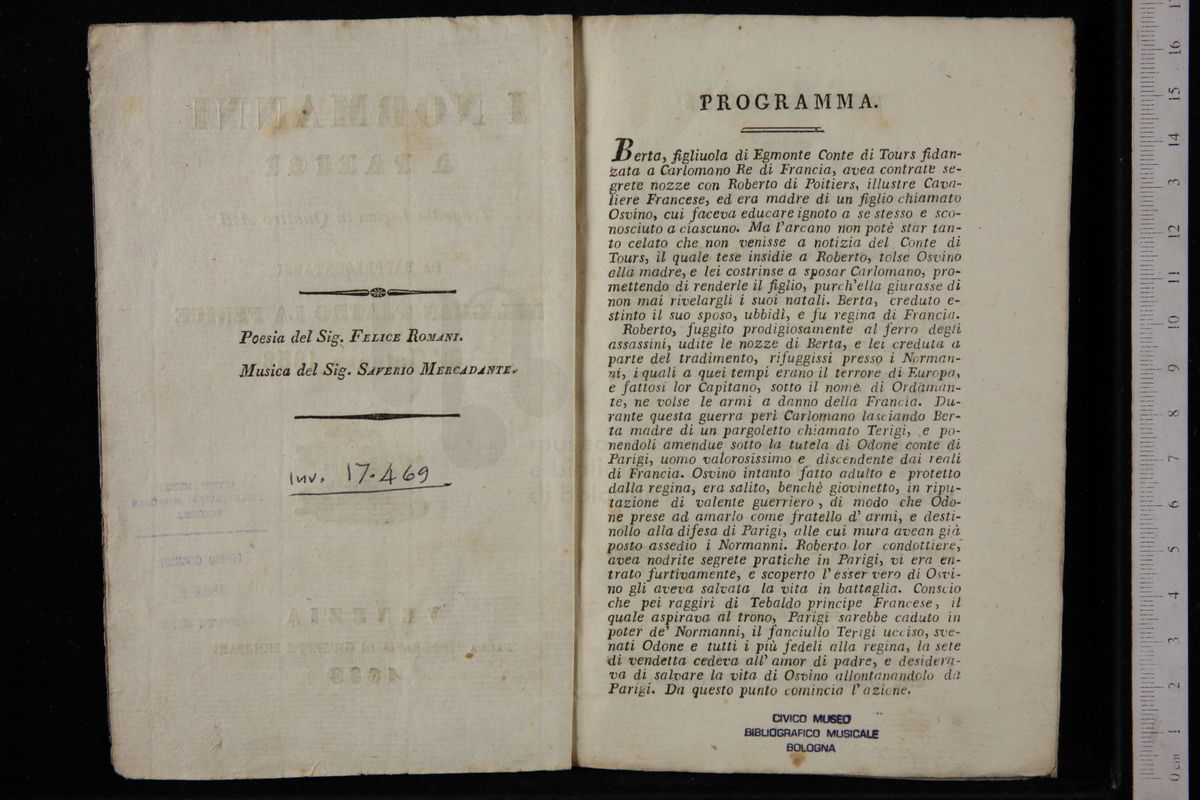 Poesia del Sig. FELICE ROMANI.
Musica del Sig. SAVERIO MERCADANTE.
Inv. 17.469
PROGRAMMA.
Berta, figliuola di Egmonte Conte di Tours fidan-
zata a Carlomano Re di Francia, avea contratte se-
grete nozze con Roberto di Poitiers, illustre Cava-
liere Francese, ed era madre di un figlio chiamato
Osvino, cui faceva educare ignoto a se stesso e sco-
nosciuto a ciascuno. Ma l'arcano non potè star tan-
to celato che non venisse a notizia del Conte di
Tours, il quale tese insidie a Roberto, tolse Osvino
alla madre, e lei costrinse a sposar Carlomano, pro-
mettendo di renderle il figlio, purch'ella giurasse di
non mai rivelargli i suoi natali. Berta, creduto e-
stinto il suo sposo, ubbidì, e fu regina di Francia.
Roberto, fuggito prodigiosamente al ferro degli
assassini, udite le nozze di Berta, e lei creduta a
parte del tradimento, rifuggissi presso i Norman-
ni, i quali a quei tempi erano il terrore di Europa,
e fattosi lor Capitano, sotto il nome di Ordaman-
te, ne volse le armi a danno della Francia. Du-
rante questa guerra perì Carlomano lasciando Ber-
ta madre di un pargoletto chiamato Terigi, e po-
nendoli amendue sotto la tutela di Odone conte di
Parigi, uomo valorosissimo e discendente dai reali
di Francia. Osvino intanto fatto adulto e protetto
dalla regina, era salito, benchè giovinetto, in ripu-
tazione di valente guerriero, di modo che Odo-
ne prese ad amarlo come fratello d'armi, e desti-
nollo alla difesa di Parigi, alle cui mura avean già
posto assedio i Normanni. Roberto lor condottiere,
avea nodrite segrete pratiche in Parigi, vi era en-
trato furtivamente, e scoperto l'esser vero di Osvi-
no gli aveva salvata la vita in battaglia. Conscio
che pei raggiri di Tebaldo principe Francese, il
quale aspirava al trono, Parigi sarebbe caduto in
poter de' Normanni, il fanciullo Terigi ucciso, sve-
nati Odone e tutti i più fedeli alla regina, la sete
di vendetta cedeva all'amor di padre, e desidera-
va di salvare la vita di Osvino allontanandolo da
Parigi. Da questo punto comincia l'azione.
CIVICO MUSEO
BIBLIOGRAFICO MUSICALE
BOLOGNA